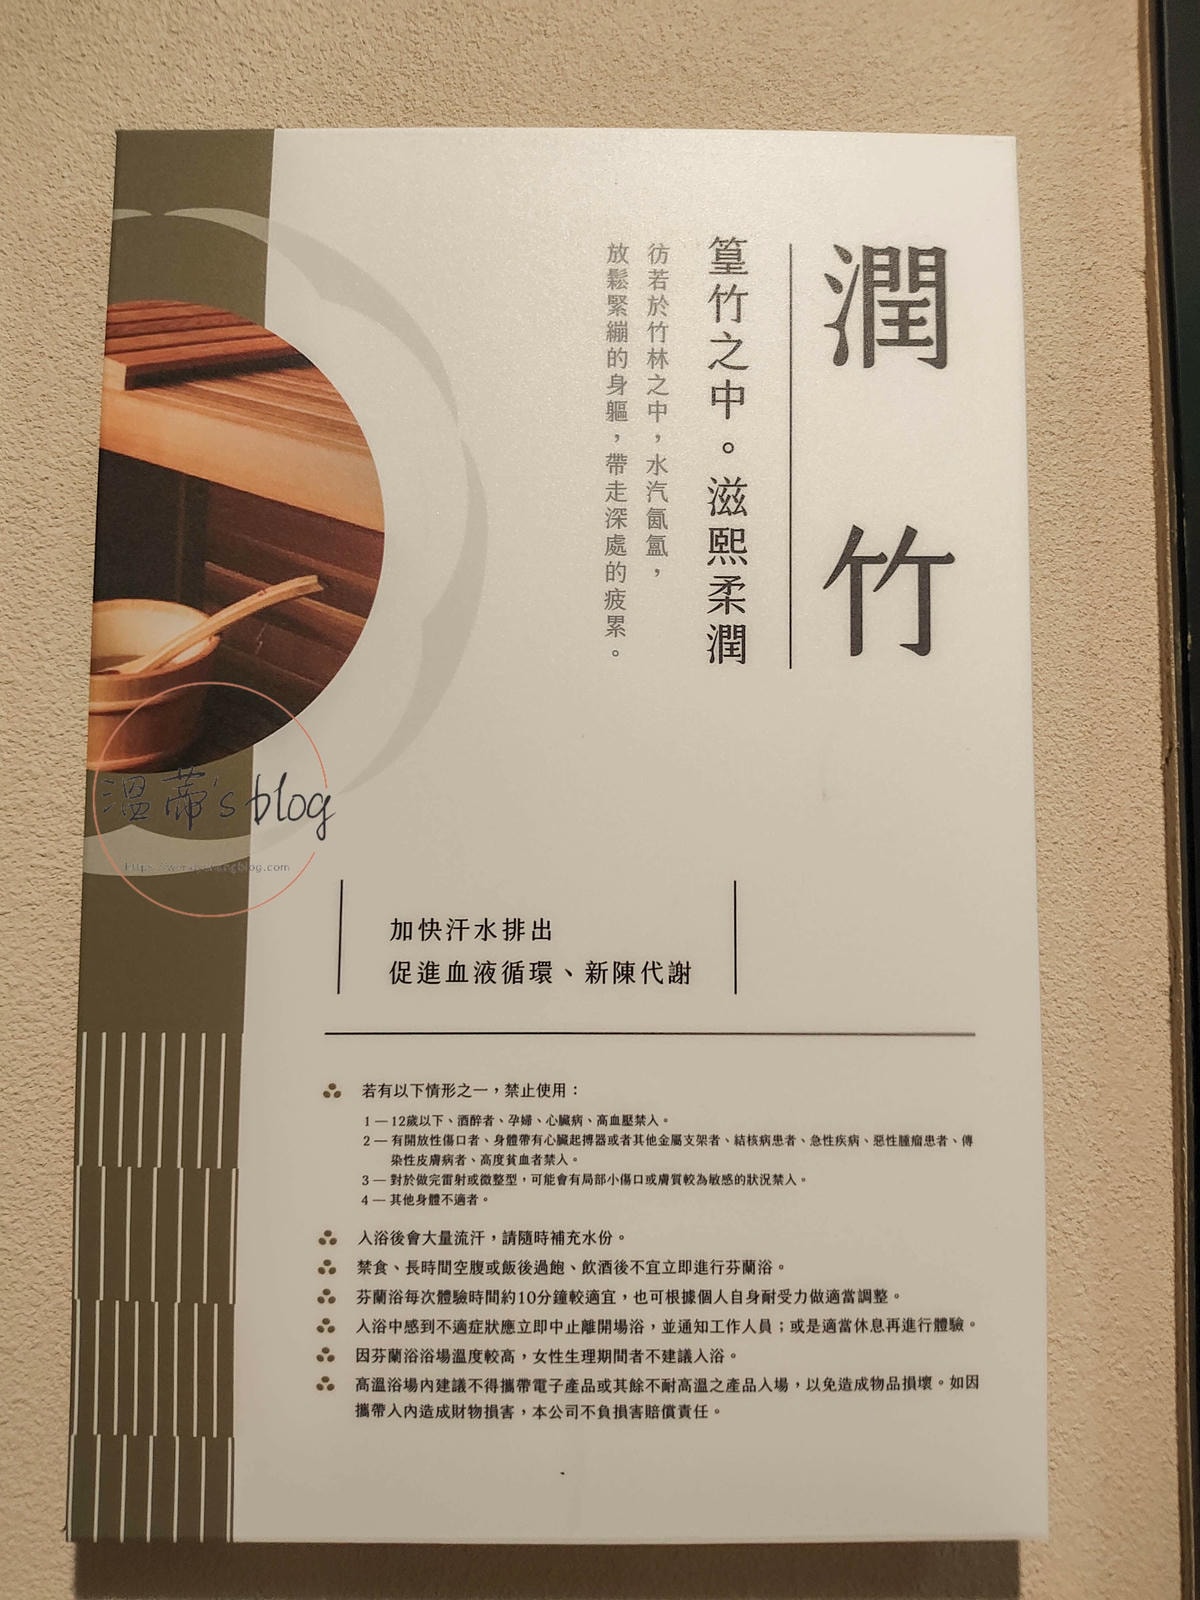 潤竹
篁竹之中。滋熙柔潤
彷若於竹林之中，水汽氤氳，
放鬆緊繃的身軀，帶走深處的疲累。
溫蒂's blog
加快汗水排出
促進血液循環、新陳代謝
若有以下情形之一，禁止使用：
1 — 12歲以下、酒醉者、孕婦、心臟病、高血壓禁入。
2 — 有開放性傷口者、身體帶有心臟起搏器或者其他金屬支架者、結核病患者、急性疾病、惡性腫瘤患者、傳
染性皮膚病者、高度貧血者禁入。
3 — 對於做完雷射或微整型，可能會有局部小傷口或膚質較為敏感的狀況禁入。
4 — 其他身體不適者。
入浴後會大量流汗，請隨時補充水份。
禁食、長時間空腹或飯後過飽、飲酒後不宜立即進行芬蘭浴。
芬蘭浴每次體驗時間約10分鐘較適宜，也可根據個人自身耐受力做適當調整。
入浴中感到不適症狀應立即中止離開場浴，並通知工作人員；或是適當休息再進行體驗。
因芬蘭浴浴場溫度較高，女性生理期間者不建議入浴。
高溫浴場內建議不得攜帶電子產品或其餘不耐高溫之產品入場，以免造成物品損壞。如因
攜帶入內造成財物損害，本公司不負損害賠償責任。